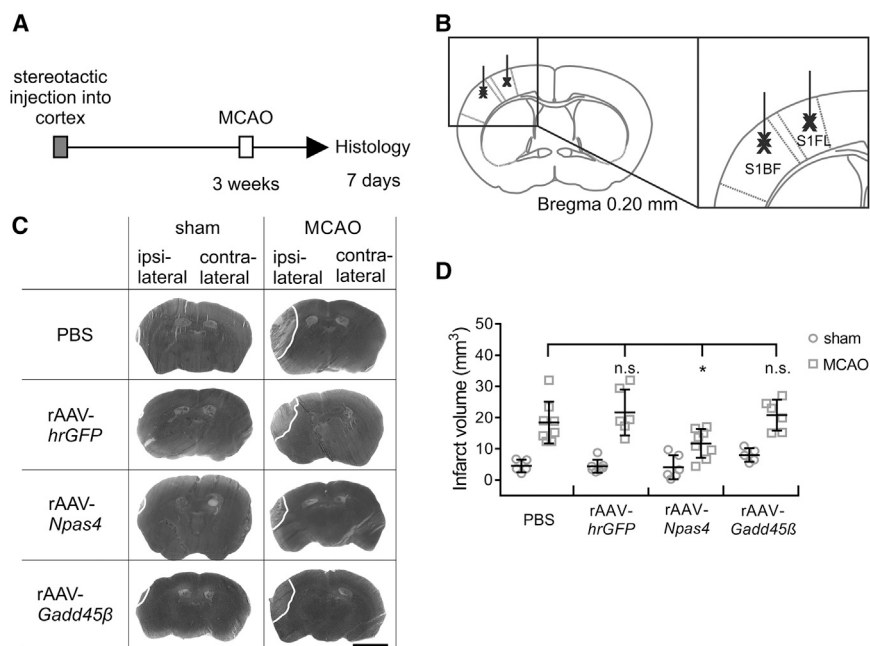 A
stereotactic
injection into
cortex
MCAO
Histology
3 weeks
7 days
B
S1BF
S1FL
Bregma 0.20 mm
C
sham
MCAO
ipsi-
lateral
contra-
lateral
ipsi-
lateral
contra-
lateral
PBS
rAAV-
hrGFP
rAAV-
Npas4
rAAV-
Gadd45β
D
Infarct volume (mm³)
50
40
30
20
10
0
n.s.
*
n.s.
sham
MCAO
PBS
rAAV-
hrGFP
rAAV-
Npas4
rAAV-
Gadd45ß